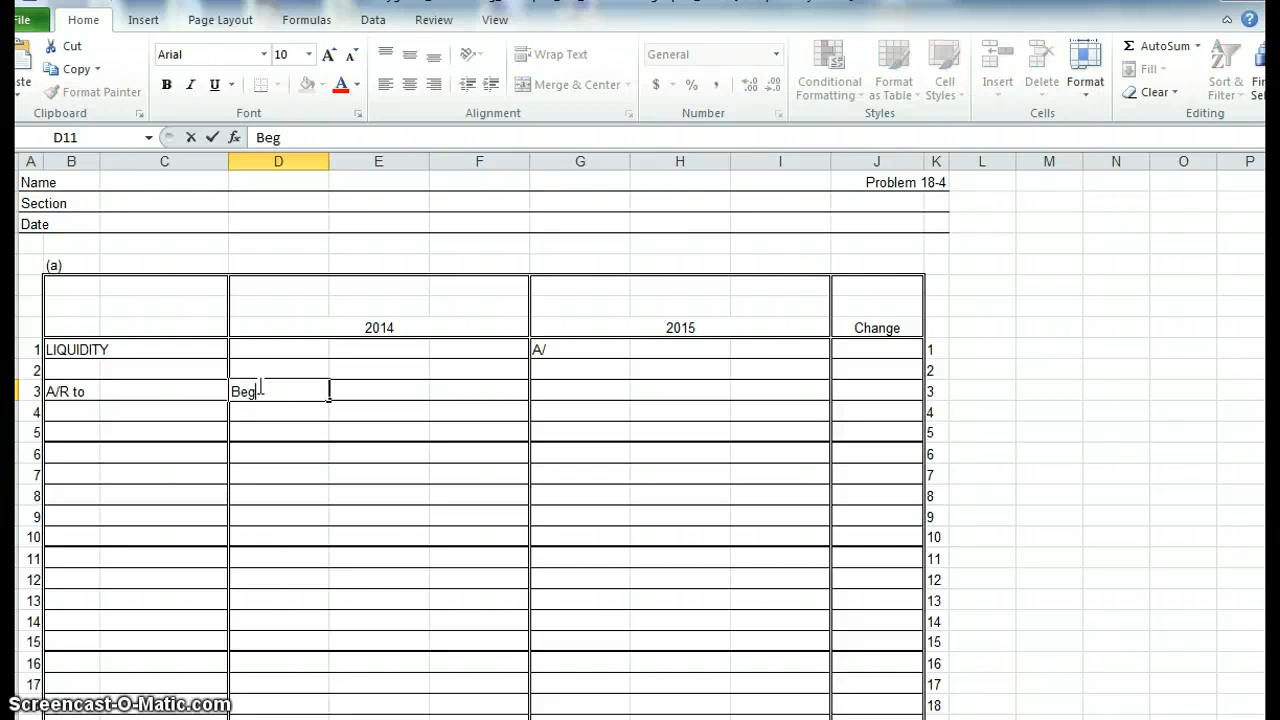 File Home Insert Page Layout Formulas Data Review View
Cut
Copy
Format Painter
Clipboard
Arial 10
B I U
Font
Wrap Text
Merge & Center
Alignment
General
$ % ,
Number
Conditional Formatting
Format as Table
Cell Styles
Styles
Insert
Delete
Format
Cells
Σ AutoSum
Fill
Clear
Sort & Filter
Editing
D11 fx Beg
A B C D E F G H I J K L M N O P
Name Problem 18-4
Section
Date
(a)
2014 2015 Change
1 LIQUIDITY A/ 1
2 2
3 A/R to Beg 3
4 4
5 5
6 6
7 7
8 8
9 9
10 10
11 11
12 12
13 13
14 14
15 15
16 16
17 17
18
Screencast-O-Matic.com